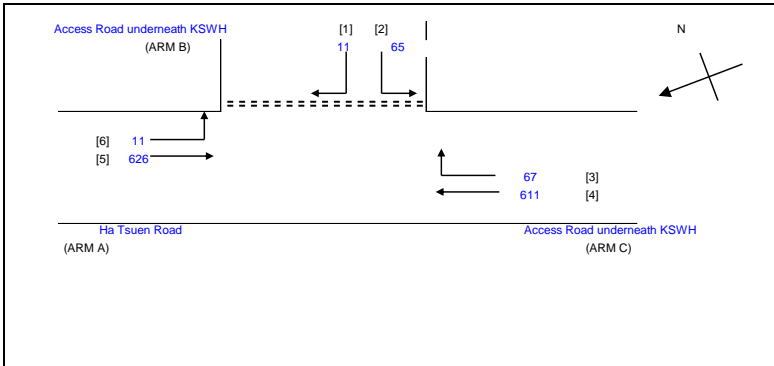 Access Road underneath KSWH [1] [2] N
(ARM B) 11 65
[6] 11
[5] 626
67 [3]
611 [4]
Ha Tsuen Road Access Road underneath KSWH
(ARM A) (ARM C)